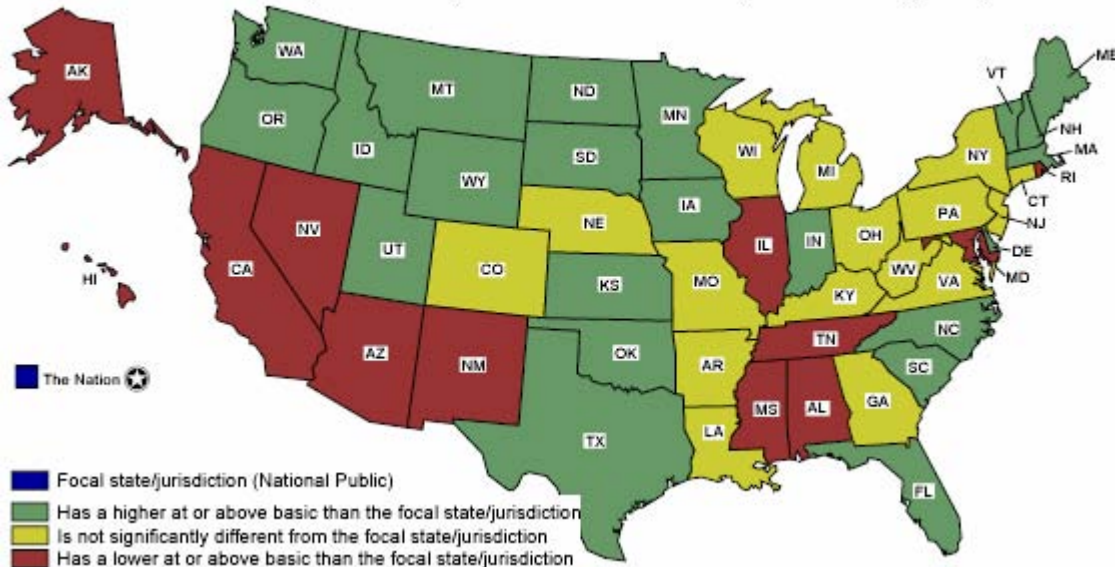 WA
AK
MT
ND
MN
VT
ME
OR
ID
SD
WI
MI
NY
NH
MA
WY
RI
CT
IA
NE
PA
NJ
NV
UT
IL
IN
OH
DE
CA
CO
WV
MD
HI
KS
MO
VA
KY
NC
TN
AZ
OK
NM
AR
SC
The Nation
MS
AL
GA
TX
LA
FL
Focal state/jurisdiction (National Public)
Has a higher at or above basic than the focal state/jurisdiction
Is not significantly different from the focal state/jurisdiction
Has a lower at or above basic than the focal state/jurisdiction